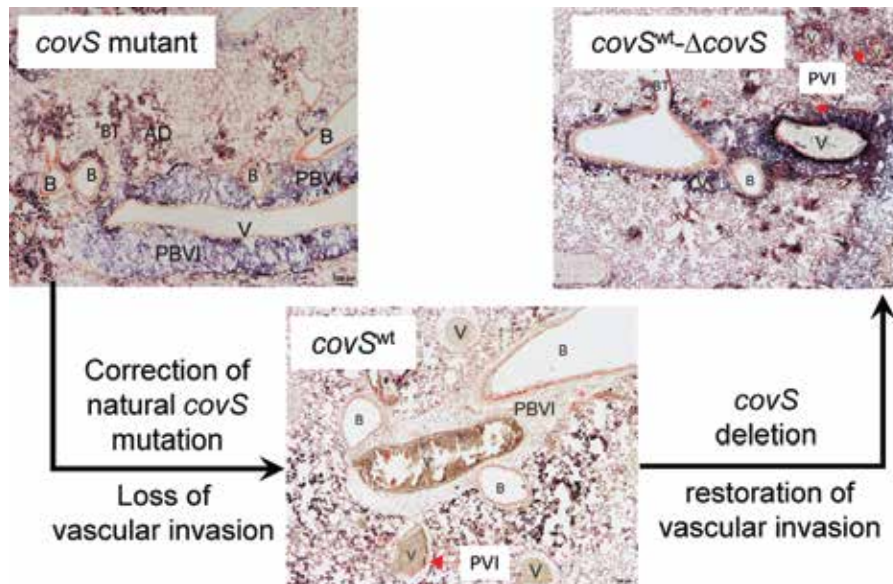 covS mutant
BT
AD
B
B
B
B
PBVI
V
PBVI
covSwt-ΔcovS
V
PVI
BT
V
V
B
Correction of
natural covS
mutation
Loss of
vascular invasion
covSwt
V
B
PBVI
B
V
B
V
PVI
V
covS
deletion
restoration of
vascular invasion